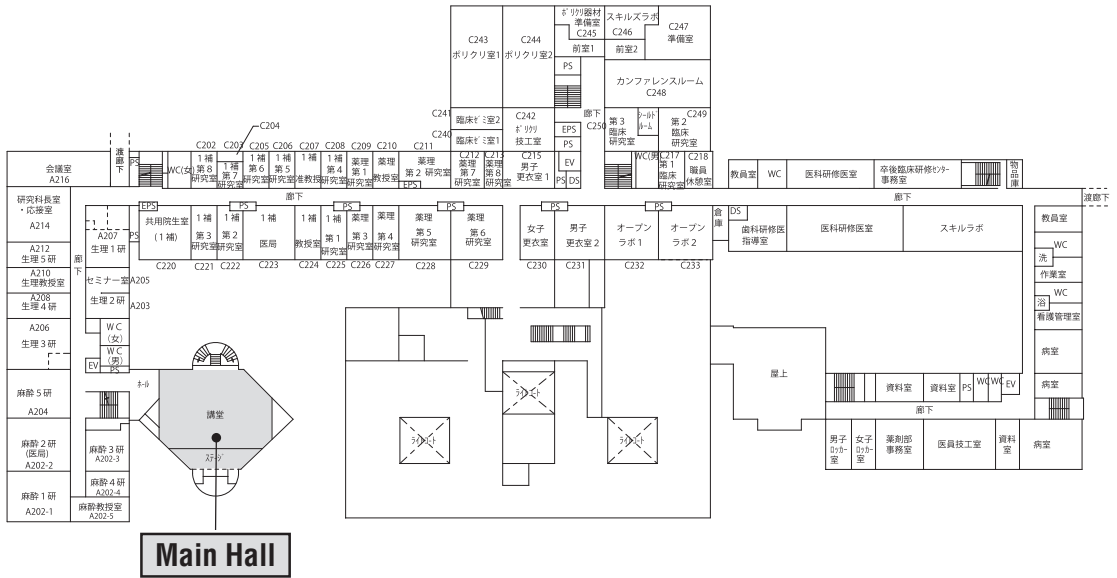 ポリクリ器材
準備室
C245
スキルズラボ
C246
C247
準備室
C243
ポリクリ室1
C244
ポリクリ室2
前室1
前室2
PS
カンファレンスルーム
C248
C241
臨床ゼミ室2
C240
臨床ゼミ室1
C242
ポリクリ
技工室
廊下
C250
EPS
PS
第3
臨床
研究室
シールド
ルーム
C249
第2
臨床
研究室
渡廊下
会議室
A216
PS
WC(女)
C202
1補
第8
研究室
C203
1補
第7
研究室
C204
C205
1補
第6
研究室
C206
1補
第5
研究室
C207
1補
准教授
C208
1補
第4
研究室
C209
薬理
第1
研究室
C210
薬理
教授室
C211
薬理
第2 研究室
EPS
C212
薬理
第7
研究室
C213
薬理
第8
研究室
C215
男子
更衣室1
EV
PS
DS
WC(男)
C217
第1
臨床
研究室
C218
職員
休憩室
教員室
WC
医科研修医室
卒後臨床研修センター
事務室
物品庫
廊下
廊下
渡廊下
研究科長室
・応接室
A214
A212
生理5研
A210
生理教授室
A208
生理4研
A206
生理3研
廊下
A207
生理1研
PS
セミナー室
A205
生理2研
A203
WC
(女)
WC
(男)
PS
EV
EPS
共用院生室
(1補)
C220
1補
第3
研究室
C221
PS
1補
第2
研究室
C222
1補
医局
C223
1補
教授室
C224
PS
1補
第1
研究室
C225
薬理
第3
研究室
C226
薬理
第4
研究室
C227
薬理
第5
研究室
C228
PS
薬理
第6
研究室
C229
女子
更衣室
C230
PS
男子
更衣室2
C231
オープン
ラボ1
C232
PS
オープン
ラボ2
C233
倉庫
DS
歯科研修医
指導室
医科研修医室
スキルラボ
教員室
WC
洗
作業室
WC
浴
看護管理室
病室
病室
麻酔5研
A204
麻酔2研
(医局)
A202-2
麻酔1研
A202-1
麻酔3研
A202-3
麻酔4研
A202-4
麻酔教授室
A202-5
ホール
講堂
ステージ
ライトコート
ライトコート
ライトコート
屋上
資料室
資料室
PS
WC
WC
EV
廊下
男子
ロッカー
室
女子
ロッカー
室
薬剤部
事務室
医員技工室
資料室
病室
Main Hall